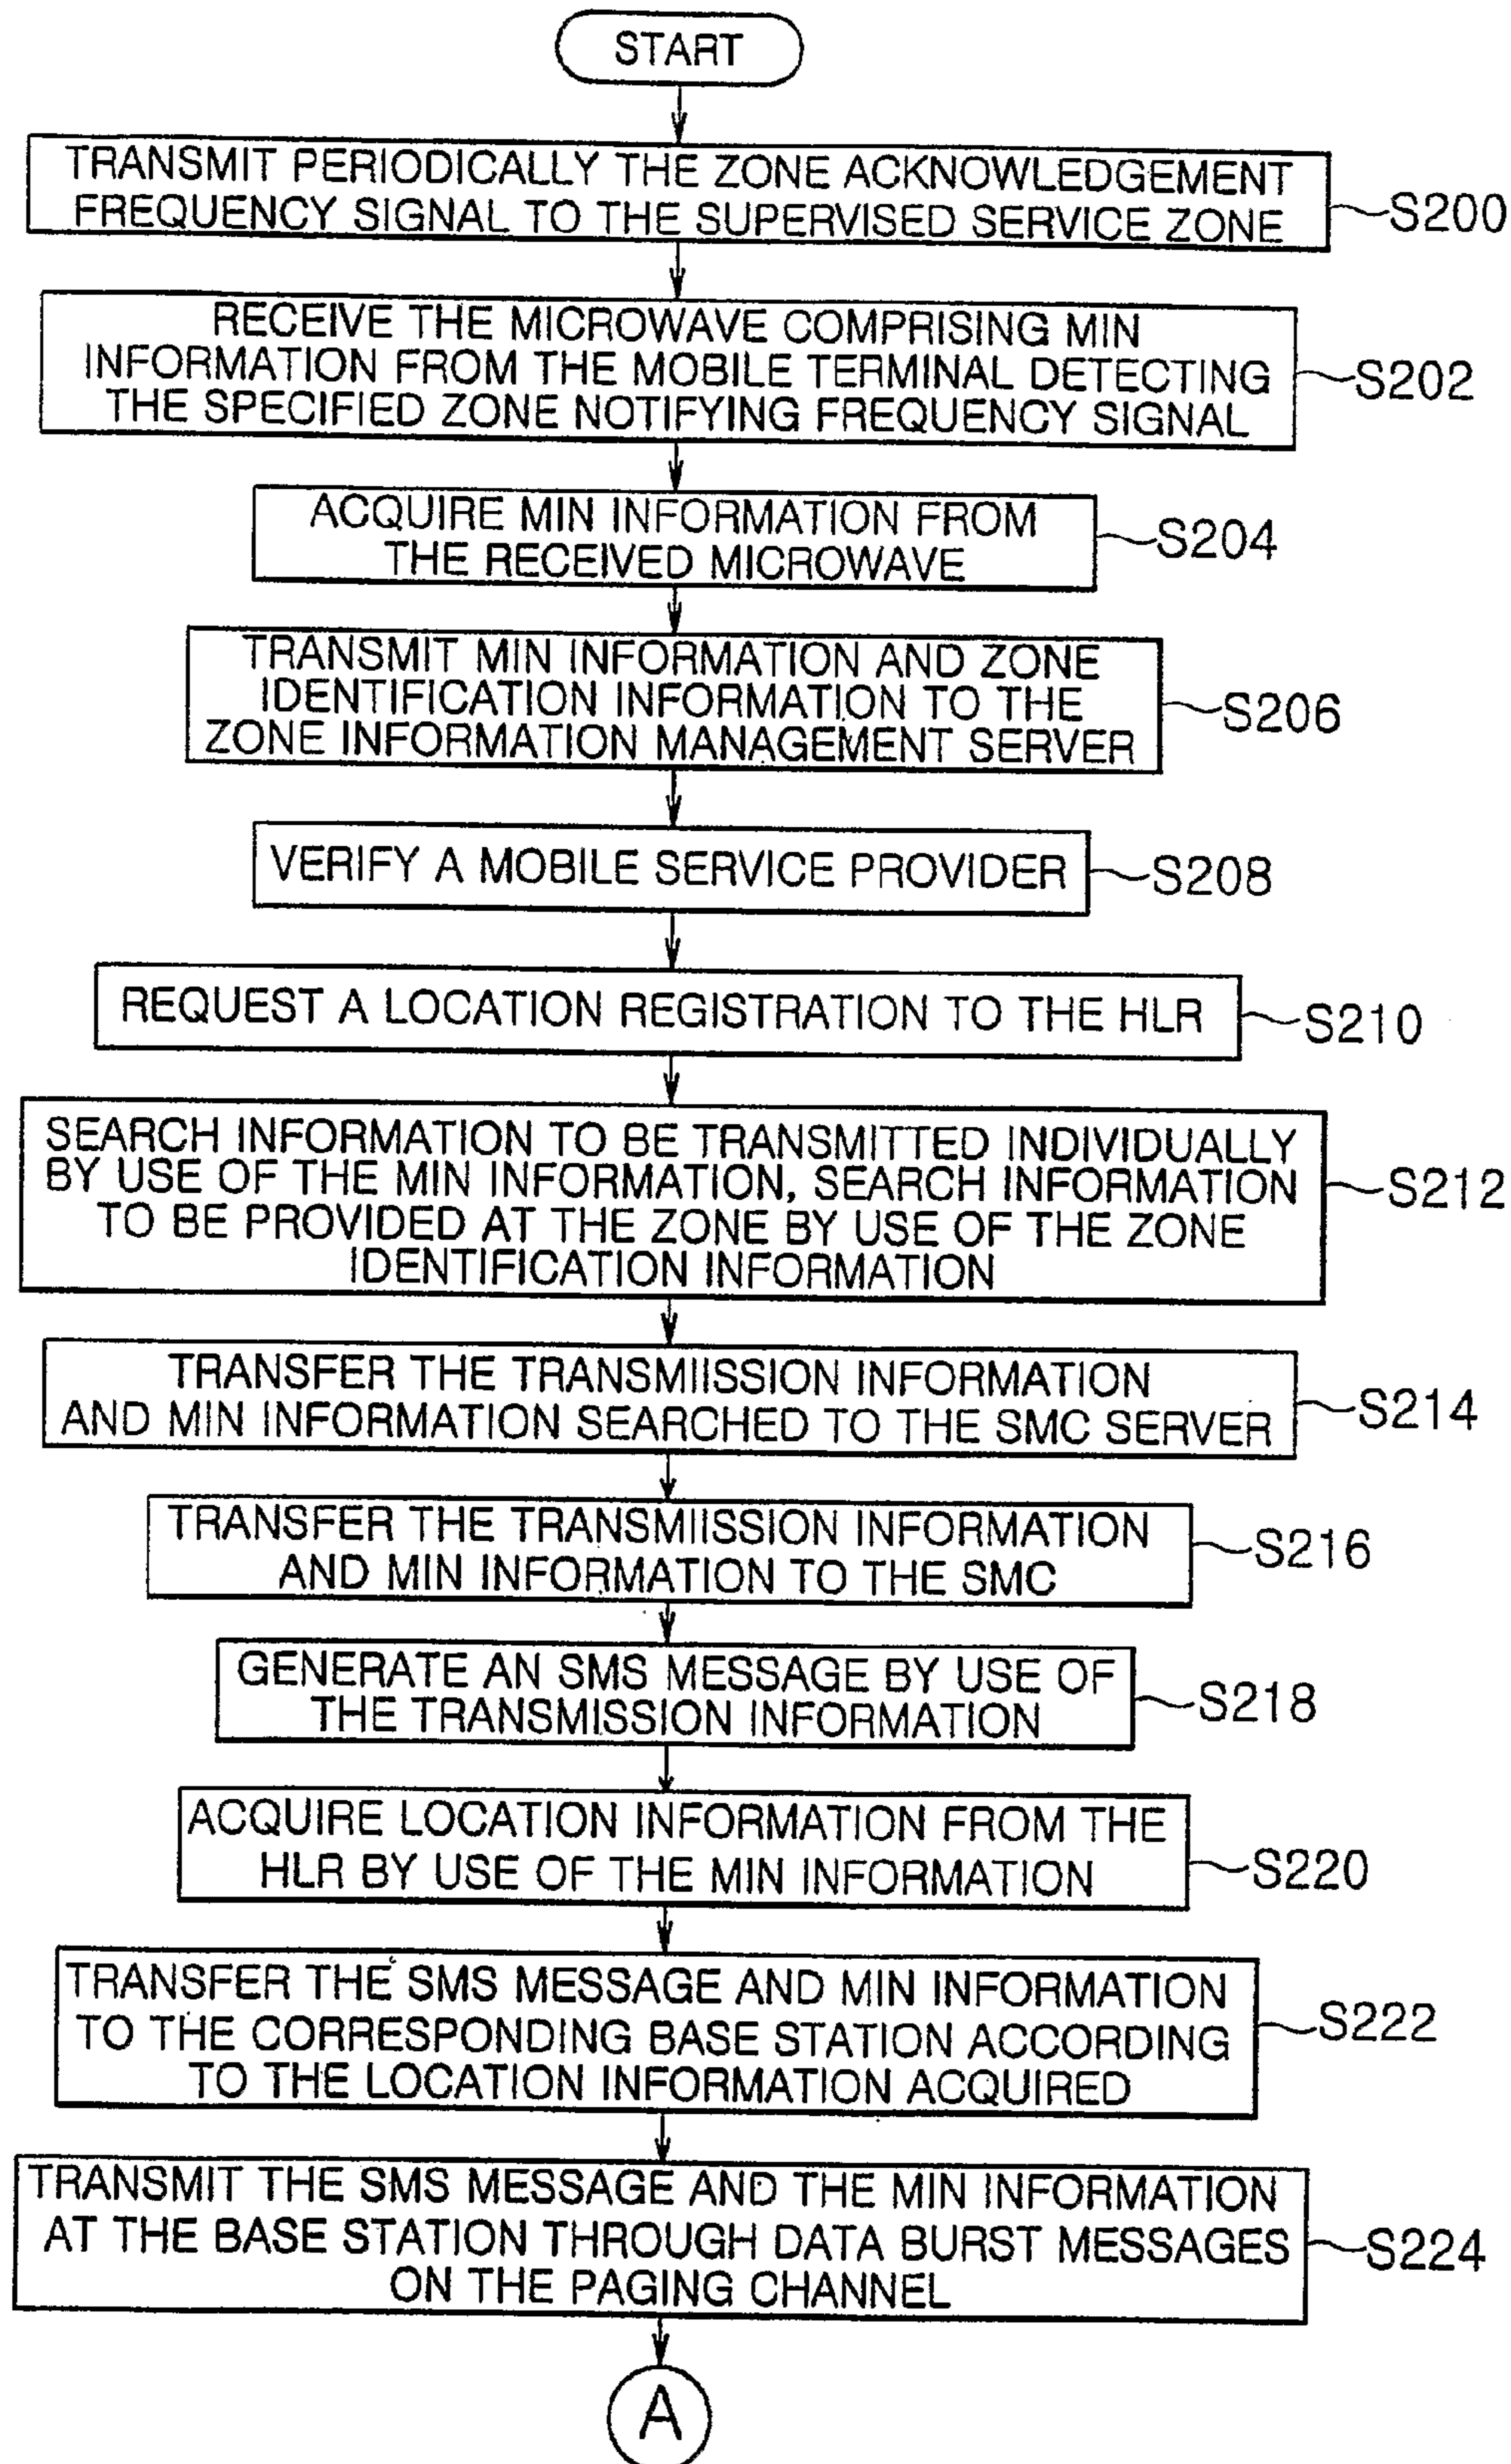 START
TRANSMIT PERIODICALLY THE ZONE ACKNOWLEDGEMENT
FREQUENCY SIGNAL TO THE SUPERVISED SERVICE ZONE
S200
RECEIVE THE MICROWAVE COMPRISING MIN
INFORMATION FROM THE MOBILE TERMINAL DETECTING
THE SPECIFIED ZONE NOTIFYING FREQUENCY SIGNAL
S202
ACQUIRE MIN INFORMATION FROM
THE RECEIVED MICROWAVE
S204
TRANSMIT MIN INFORMATION AND ZONE
IDENTIFICATION INFORMATION TO THE
ZONE INFORMATION MANAGEMENT SERVER
S206
VERIFY A MOBILE SERVICE PROVIDER
S208
REQUEST A LOCATION REGISTRATION TO THE HLR
S210
SEARCH INFORMATION TO BE TRANSMITTED INDIVIDUALLY
BY USE OF THE MIN INFORMATION, SEARCH INFORMATION
TO BE PROVIDED AT THE ZONE BY USE OF THE ZONE
IDENTIFICATION INFORMATION
S212
TRANSFER THE TRANSMIISSION INFORMATION
AND MIN INFORMATION SEARCHED TO THE SMC SERVER
S214
TRANSFER THE TRANSMIISSION INFORMATION
AND MIN INFORMATION TO THE SMC
S216
GENERATE AN SMS MESSAGE BY USE OF
THE TRANSMISSION INFORMATION
S218
ACQUIRE LOCATION INFORMATION FROM THE
HLR BY USE OF THE MIN INFORMATION
S220
TRANSFER THE SMS MESSAGE AND MIN INFORMATION
TO THE CORRESPONDING BASE STATION ACCORDING
TO THE LOCATION INFORMATION ACQUIRED
S222
TRANSMIT THE SMS MESSAGE AND THE MIN INFORMATION
AT THE BASE STATION THROUGH DATA BURST MESSAGES
ON THE PAGING CHANNEL
S224
A